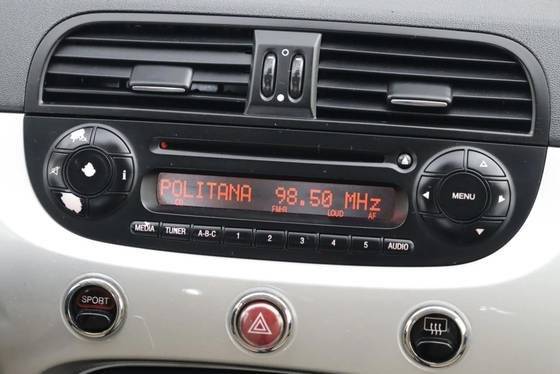 POLITANA 98.50 MHz
CD FM-A LOUD AF
MEDIA TUNER A-B-C 1 2 3 4 5 AUDIO
i
MENU
SPORT